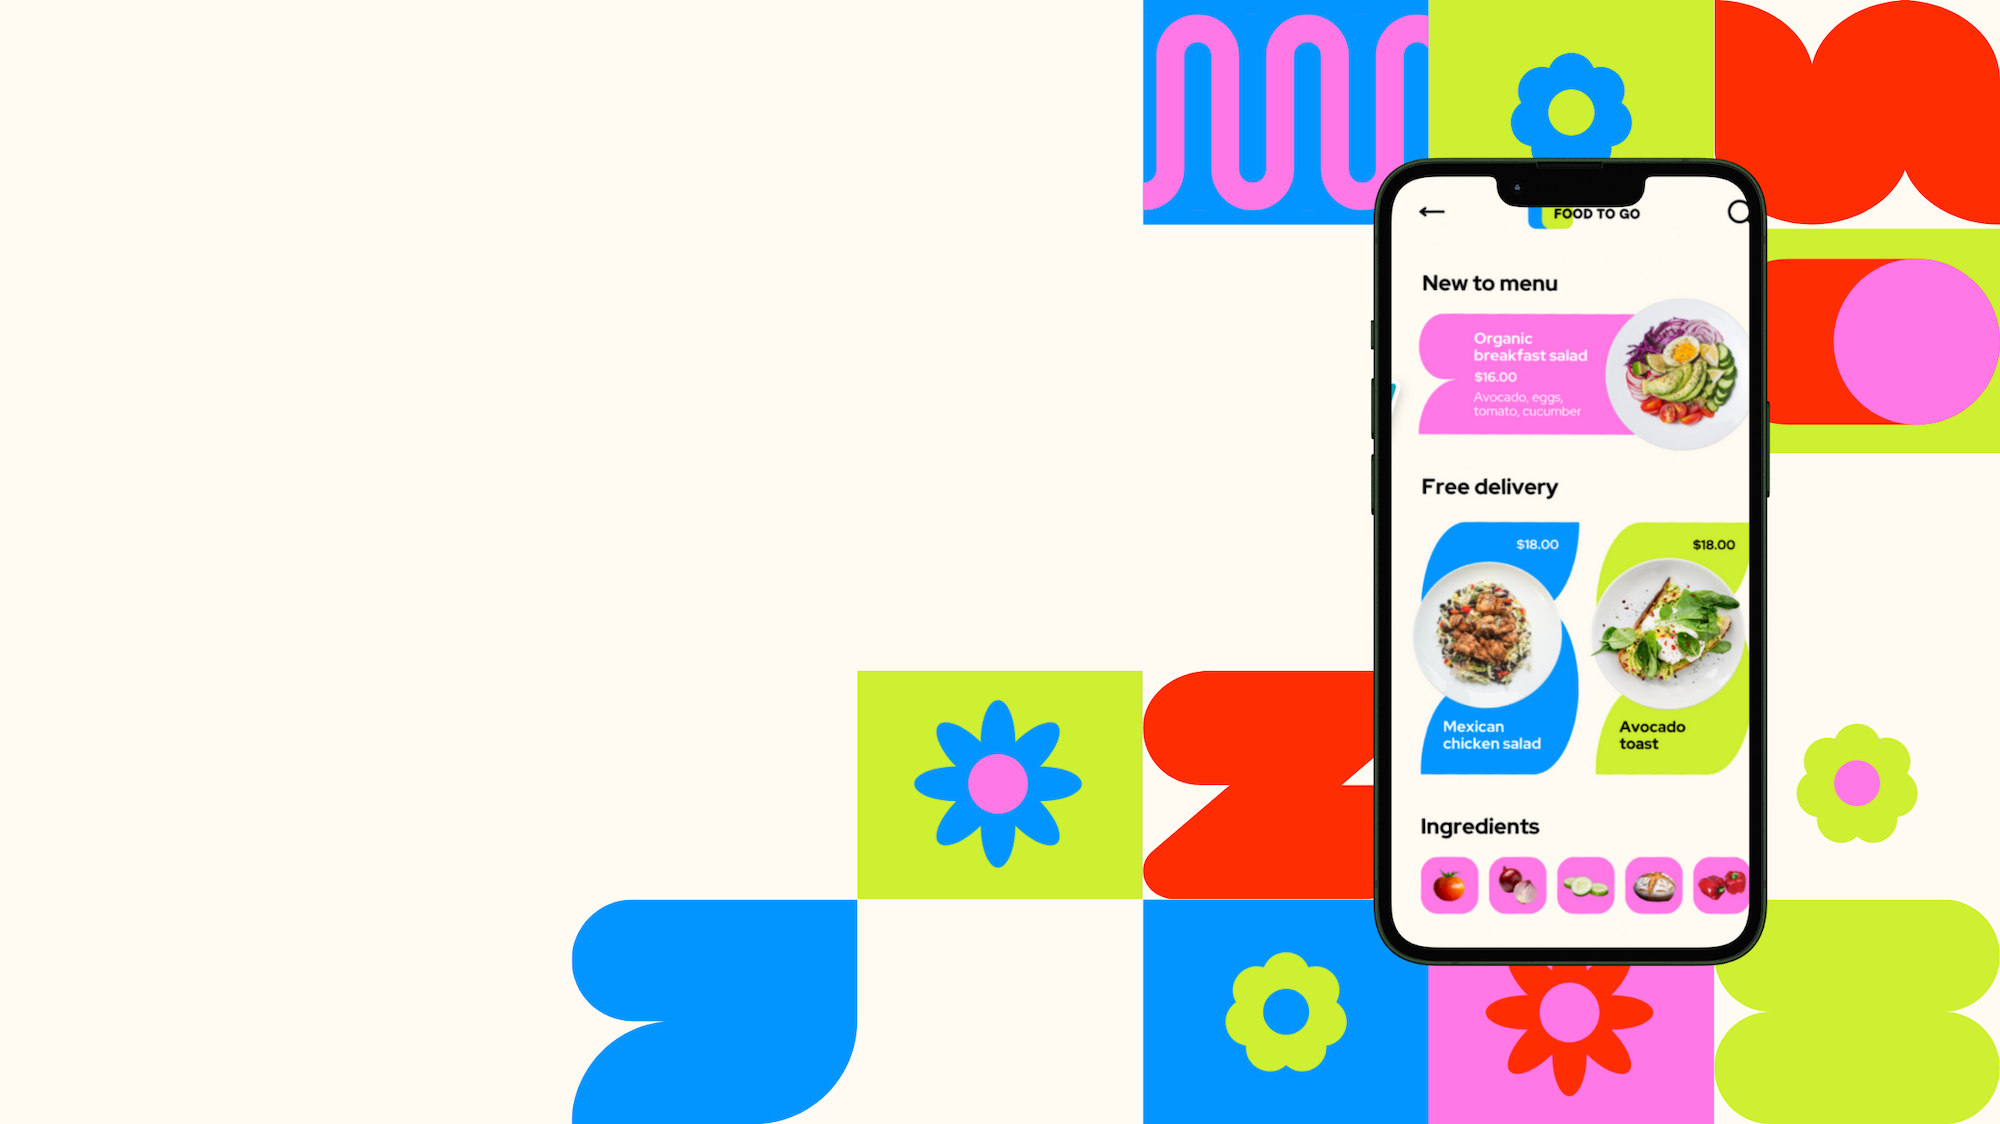 FOOD TO GO
New to menu
Organic
breakfast salad
$16.00
Avocado, eggs,
tomato, cucumber
Free delivery
$18.00
Mexican
chicken salad
$18.00
Avocado
toast
Ingredients